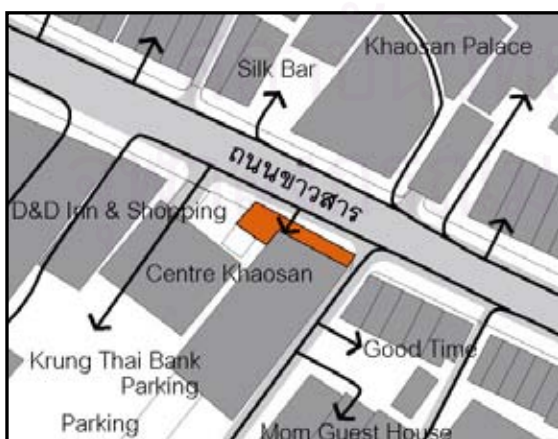 Khaosan Palace
Silk Bar
ถนนข้าวสาร
D&D Inn & Shopping
Centre Khaosan
Good Time
Krung Thai Bank
Parking
Parking
Mom Guest House